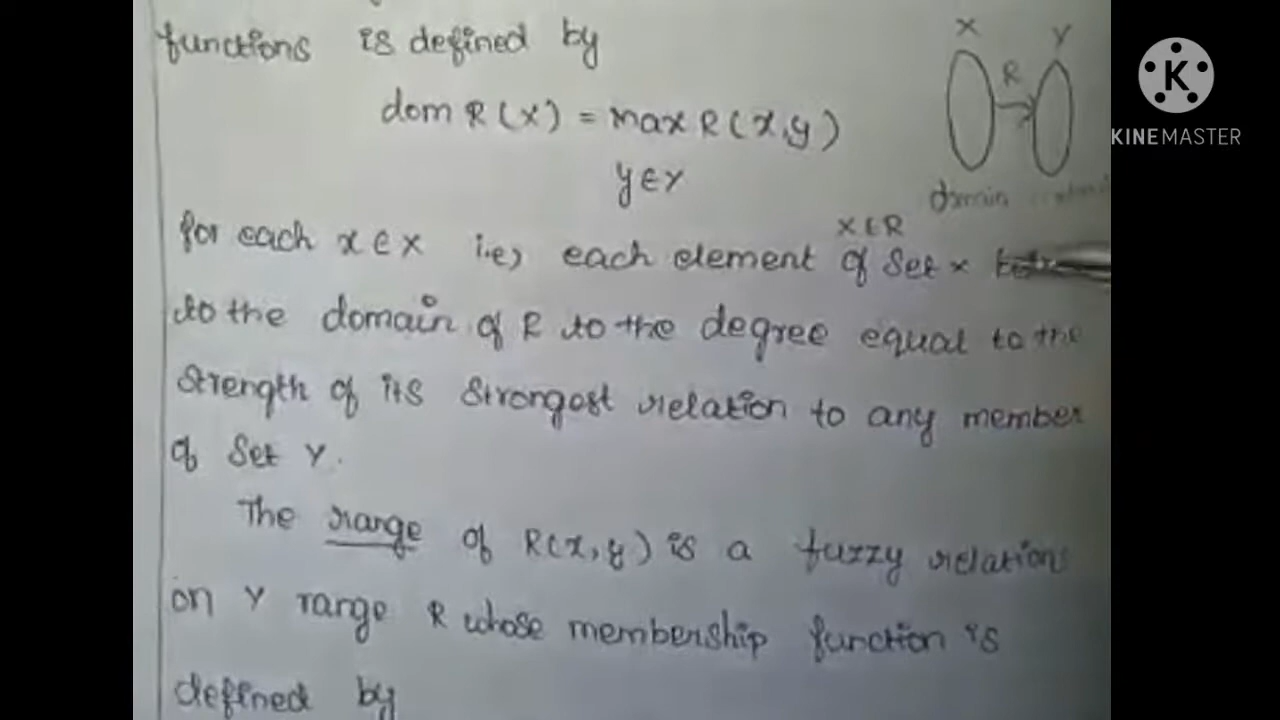 functions is defined by
dom R(x) = max R(x,y)
y∈Y
X
R
Y
domain
for each x∈X i.e) each element of set x
X∈R
to the domain of R to the degree equal to the
strength of its strongest relation to any member
of Set Y.
The range of R(x,y) is a fuzzy relation
on Y range R whose membership function is
defined by
K
KINEMASTER